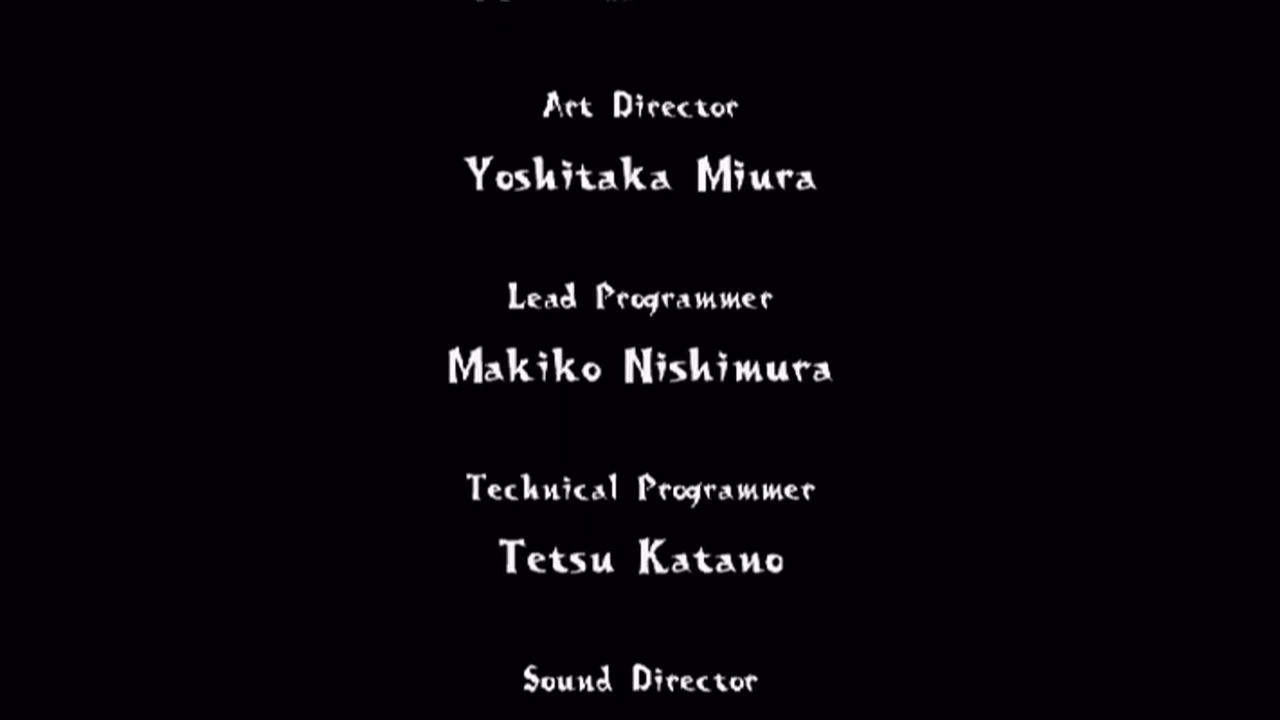 Art Director
Yoshitaka Miura
Lead Programmer
Makiko Nishimura
Technical Programmer
Tetsu Katano
Sound Director